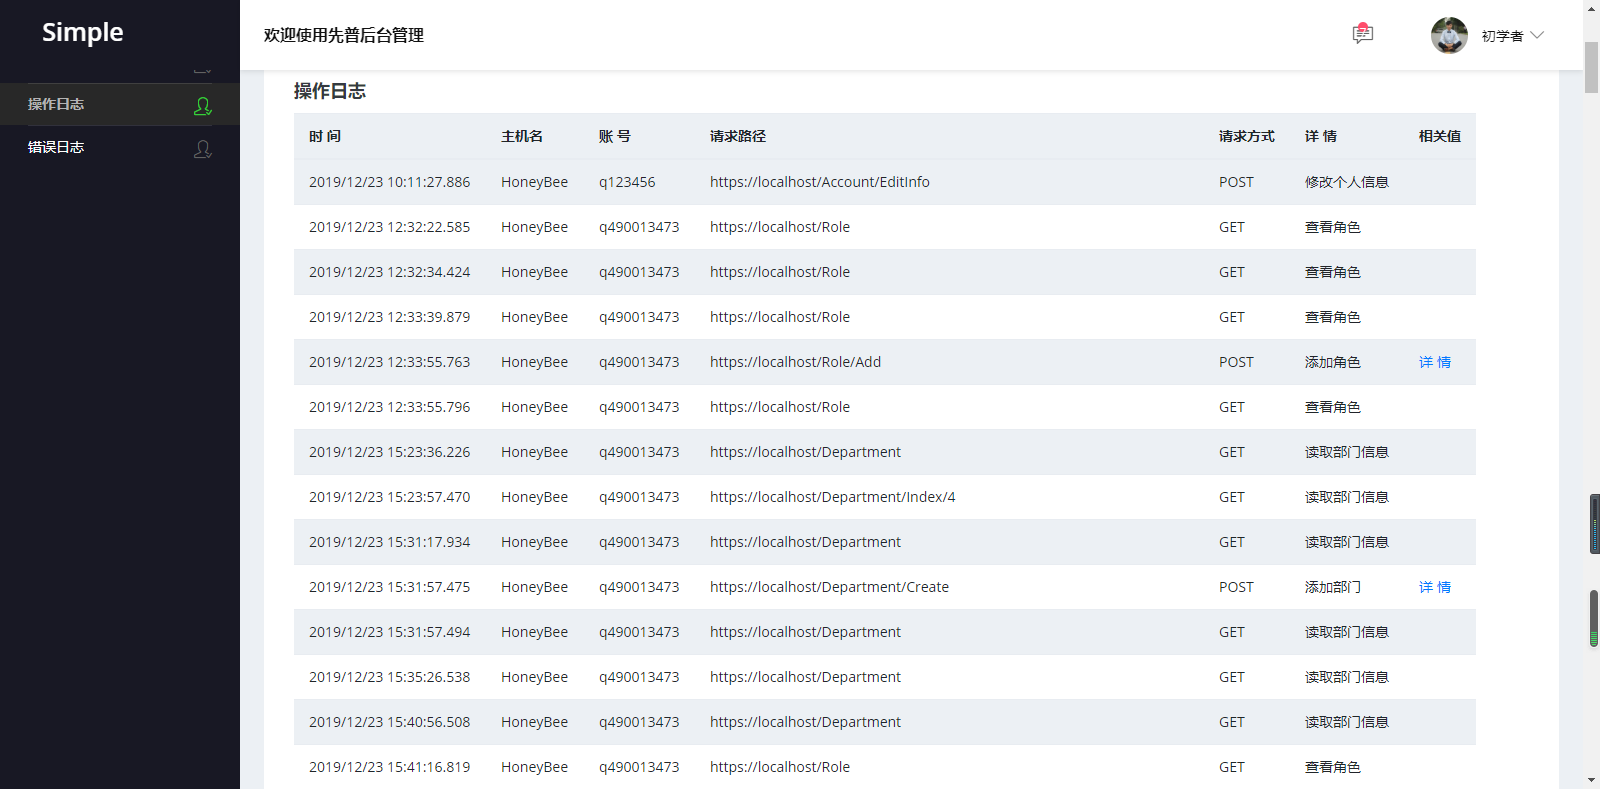 Simple
欢迎使用先普后台管理
初学者
操作日志
错误日志
操作日志
时 间 主机名 账 号 请求路径 请求方式 详 情 相关值
2019/12/23 10:11:27.886 HoneyBee q123456 https://localhost/Account/EditInfo POST 修改个人信息
2019/12/23 12:32:22.585 HoneyBee q490013473 https://localhost/Role GET 查看角色
2019/12/23 12:32:34.424 HoneyBee q490013473 https://localhost/Role GET 查看角色
2019/12/23 12:33:39.879 HoneyBee q490013473 https://localhost/Role GET 查看角色
2019/12/23 12:33:55.763 HoneyBee q490013473 https://localhost/Role/Add POST 添加角色 详 情
2019/12/23 12:33:55.796 HoneyBee q490013473 https://localhost/Role GET 查看角色
2019/12/23 15:23:36.226 HoneyBee q490013473 https://localhost/Department GET 读取部门信息
2019/12/23 15:23:57.470 HoneyBee q490013473 https://localhost/Department/Index/4 GET 读取部门信息
2019/12/23 15:31:17.934 HoneyBee q490013473 https://localhost/Department GET 读取部门信息
2019/12/23 15:31:57.475 HoneyBee q490013473 https://localhost/Department/Create POST 添加部门 详 情
2019/12/23 15:31:57.494 HoneyBee q490013473 https://localhost/Department GET 读取部门信息
2019/12/23 15:35:26.538 HoneyBee q490013473 https://localhost/Department GET 读取部门信息
2019/12/23 15:40:56.508 HoneyBee q490013473 https://localhost/Department GET 读取部门信息
2019/12/23 15:41:16.819 HoneyBee q490013473 https://localhost/Role GET 查看角色